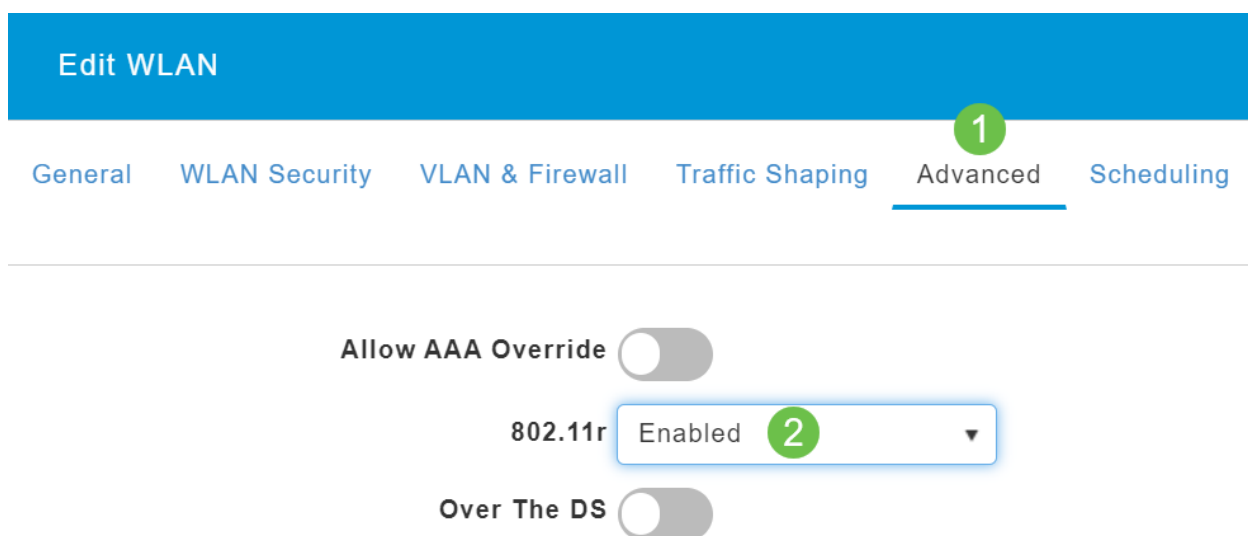 Edit WLAN
1
General WLAN Security VLAN & Firewall Traffic Shaping Advanced Scheduling
Allow AAA Override
802.11r Enabled 2
Over The DS